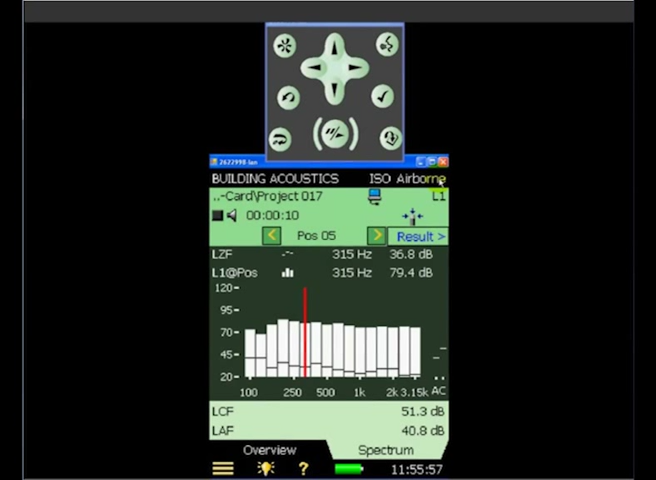 2622998-lan
BUILDING ACOUSTICS ISO Airborne
..-Card\Project 017 L1
00:00:10
< Pos 05 > Result >
LZF 315 Hz 36.8 dB
L1@Pos 315 Hz 79.4 dB
120
95
70
45
20
100 250 500 1k 2k 3.15k AC
LCF 51.3 dB
LAF 40.8 dB
Overview Spectrum
? 11:55:57